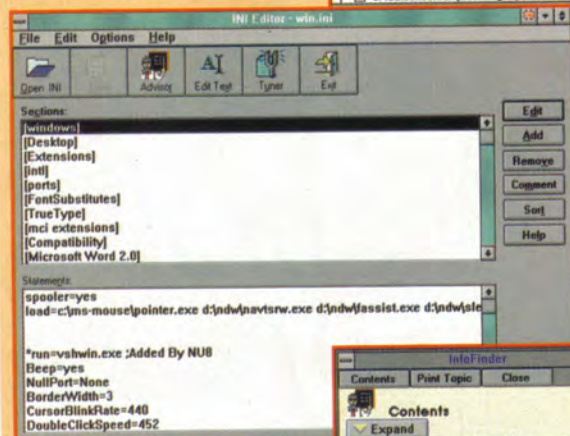 INI Editor - win.ini
File Edit Options Help
Open INI
Advisor
Edit Text
Tuner
Exit
Sections:
[windows]
[Desktop]
[Extensions]
[intl]
[ports]
[FontSubstitutes]
[TrueType]
[mci extensions]
[Compatibility]
[Microsoft Word 2.0]
Edit
Add
Remove
Comment
Sort
Help
Statements:
spooler=yes
load=c:\ms-mouse\pointer.exe d:\ndw\navtsrw.exe d:\ndw\fassist.exe d:\ndw\sle
*run=vshwin.exe ;Added By NU8
Beep=yes
NullPort=None
BorderWidth=3
CursorBlinkRate=440
DoubleClickSpeed=452
InfoFinder
Contents Print Topic Close
Contents
Expand